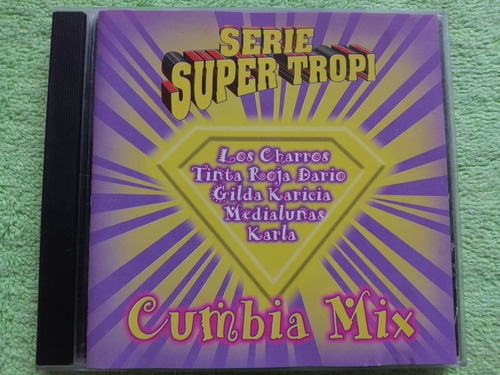 SERIE
SUPER TROPI
Los Charros
Tinta Roja Dario
Gilda Karicia
Medialuñas
Karla
Cumbia Mix